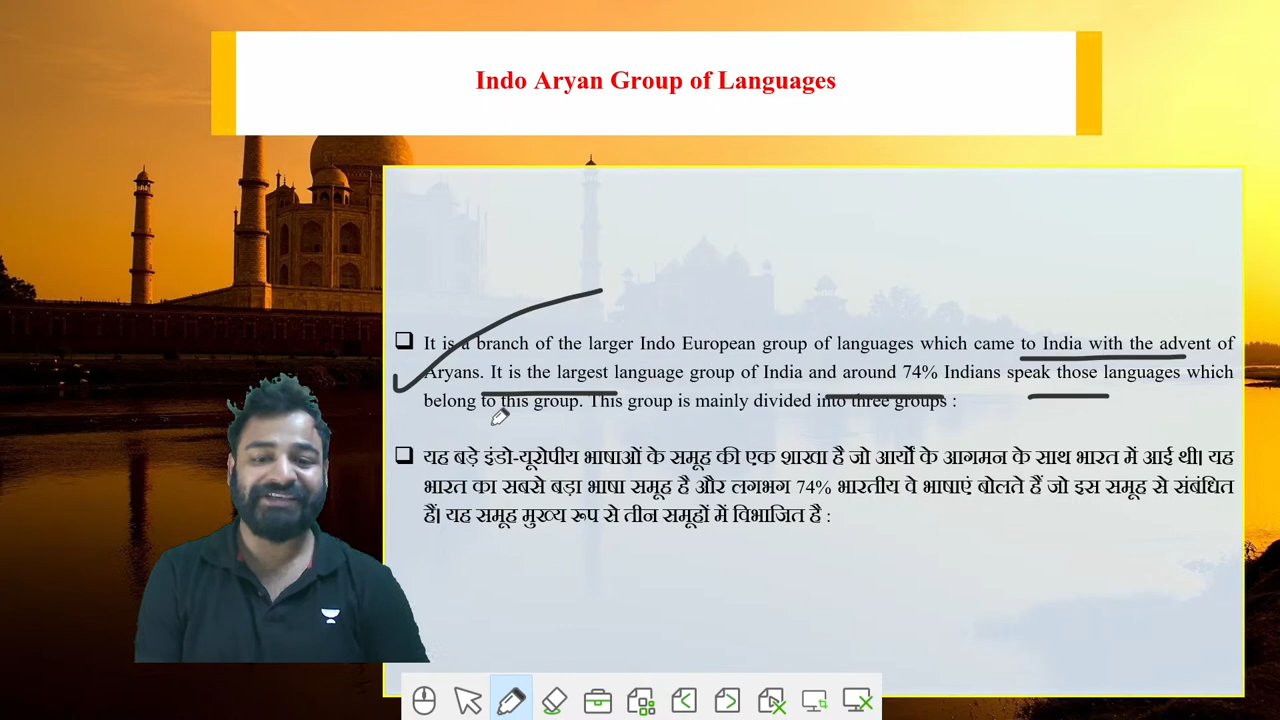 Indo Aryan Group of Languages
It is a branch of the larger Indo European group of languages which came to India with the advent of
Aryans. It is the largest language group of India and around 74% Indians speak those languages which
belong to this group. This group is mainly divided into three groups :
यह बड़े इंडो-यूरोपीय भाषाओं के समूह की एक शाखा है जो आर्यों के आगमन के साथ भारत में आई थी। यह
भारत का सबसे बड़ा भाषा समूह है और लगभग 74% भारतीय वे भाषाएं बोलते हैं जो इस समूह से संबंधित
हैं। यह समूह मुख्य रूप से तीन समूहों में विभाजित है :